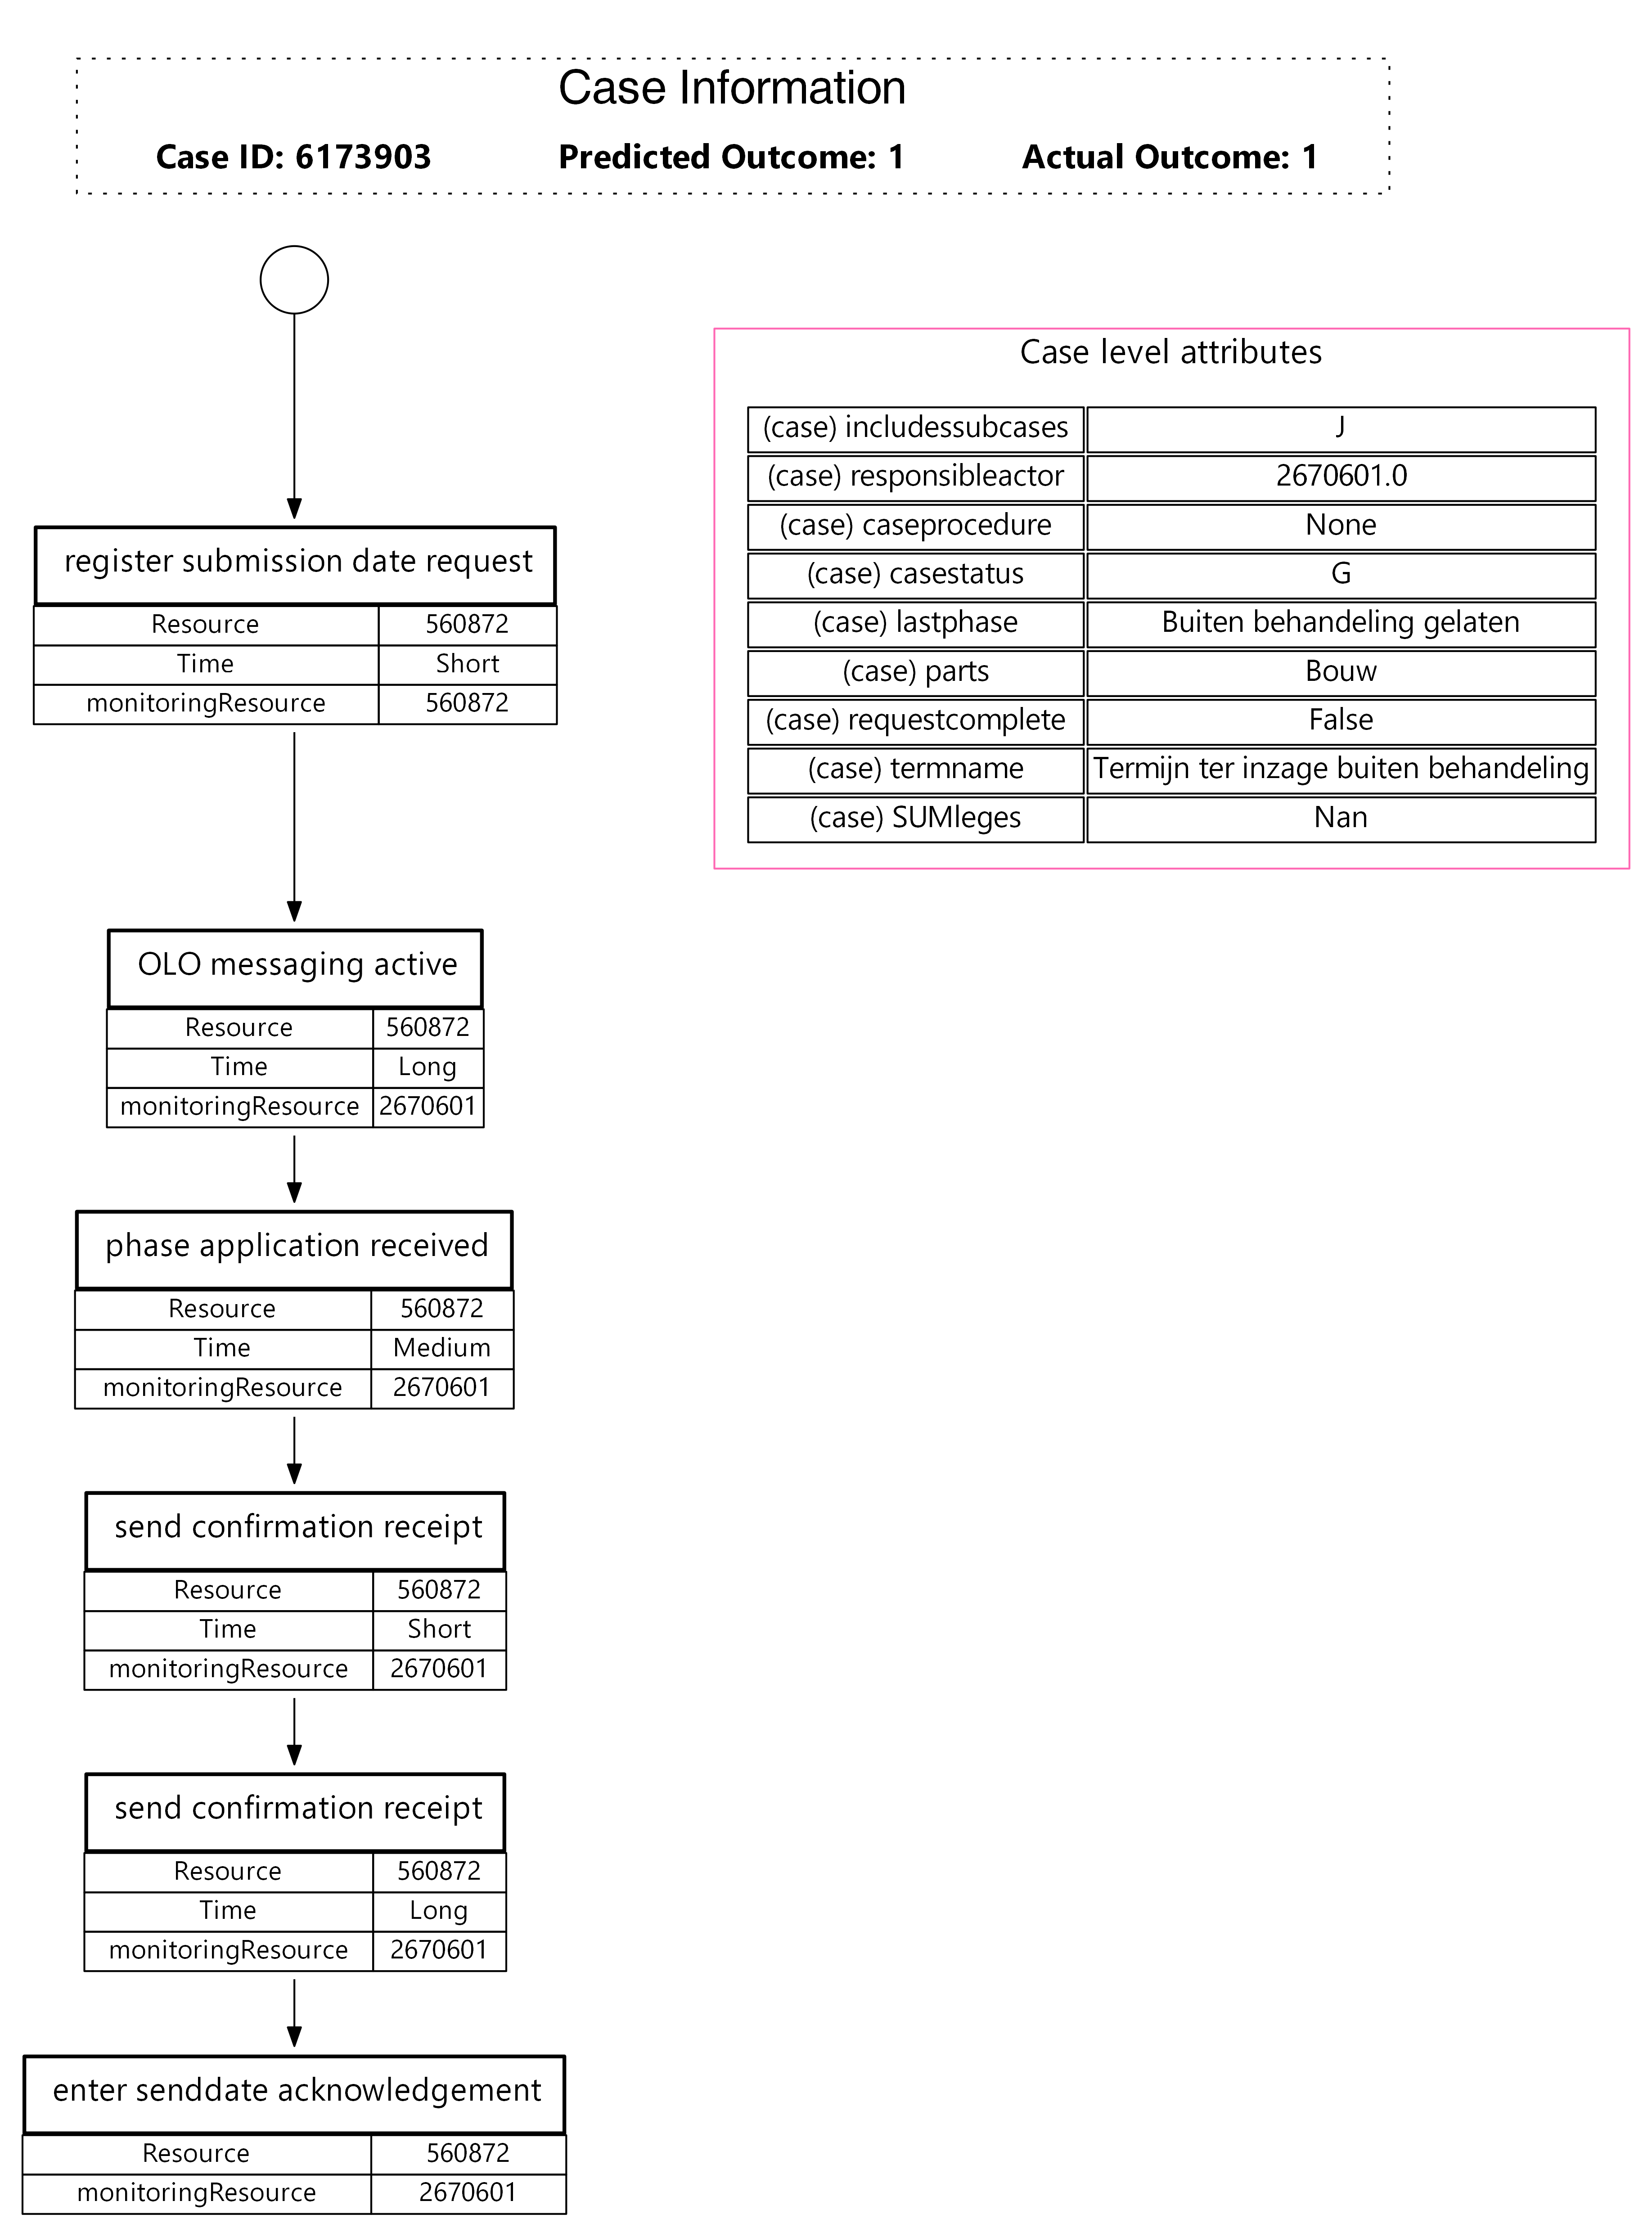 Case Information
Case ID: 6173903 Predicted Outcome: 1 Actual Outcome: 1
Case level attributes
(case) includessubcases J
(case) responsibleactor 2670601.0
(case) caseprocedure None
(case) casestatus G
(case) lastphase Buiten behandeling gelaten
(case) parts Bouw
(case) requestcomplete False
(case) termname Termijn ter inzage buiten behandeling
(case) SUMleges Nan
register submission date request
Resource 560872
Time Short
monitoringResource 560872
OLO messaging active
Resource 560872
Time Long
monitoringResource 2670601
phase application received
Resource 560872
Time Medium
monitoringResource 2670601
send confirmation receipt
Resource 560872
Time Short
monitoringResource 2670601
send confirmation receipt
Resource 560872
Time Long
monitoringResource 2670601
enter senddate acknowledgement
Resource 560872
monitoringResource 2670601